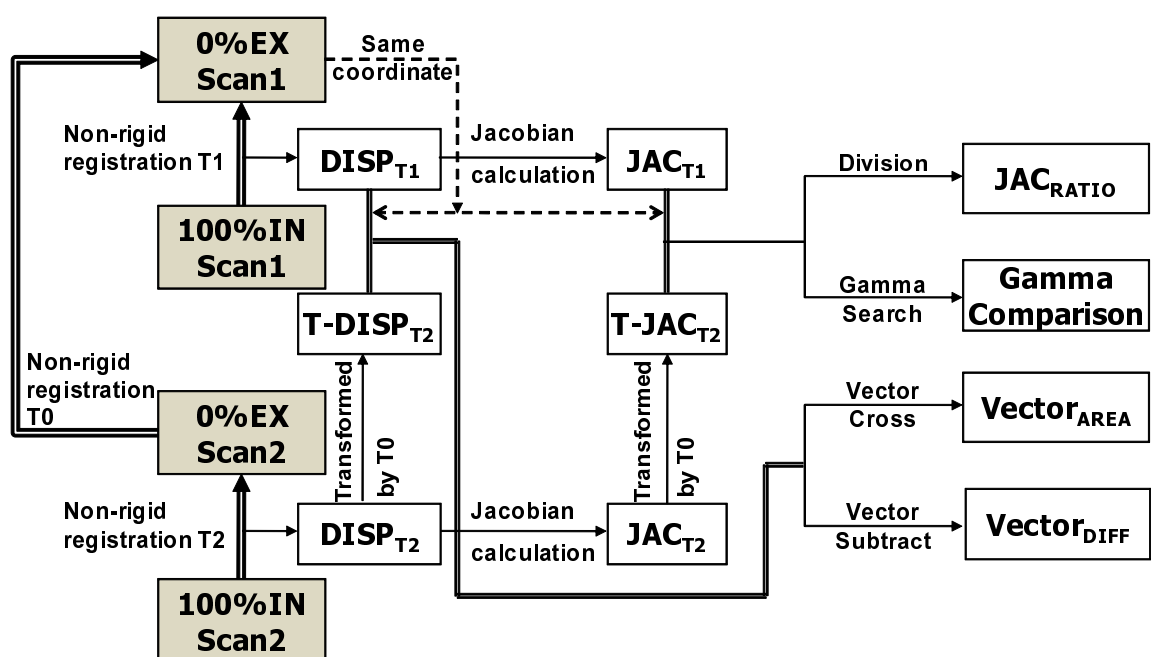 0%EX
Scan1
Same
coordinate
Non-rigid
registration T1
DISPT1
Jacobian
calculation
JACT1
Division
JACRATIO
100%IN
Scan1
Gamma
Search
Gamma
Comparison
T-DISPT2
T-JACT2
Non-rigid
registration
T0
0%EX
Scan2
Transformed
by T0
Transformed
by T0
Vector
Cross
VectorAREA
Non-rigid
registration T2
DISPT2
Jacobian
calculation
JACT2
Vector
Subtract
VectorDIFF
100%IN
Scan2